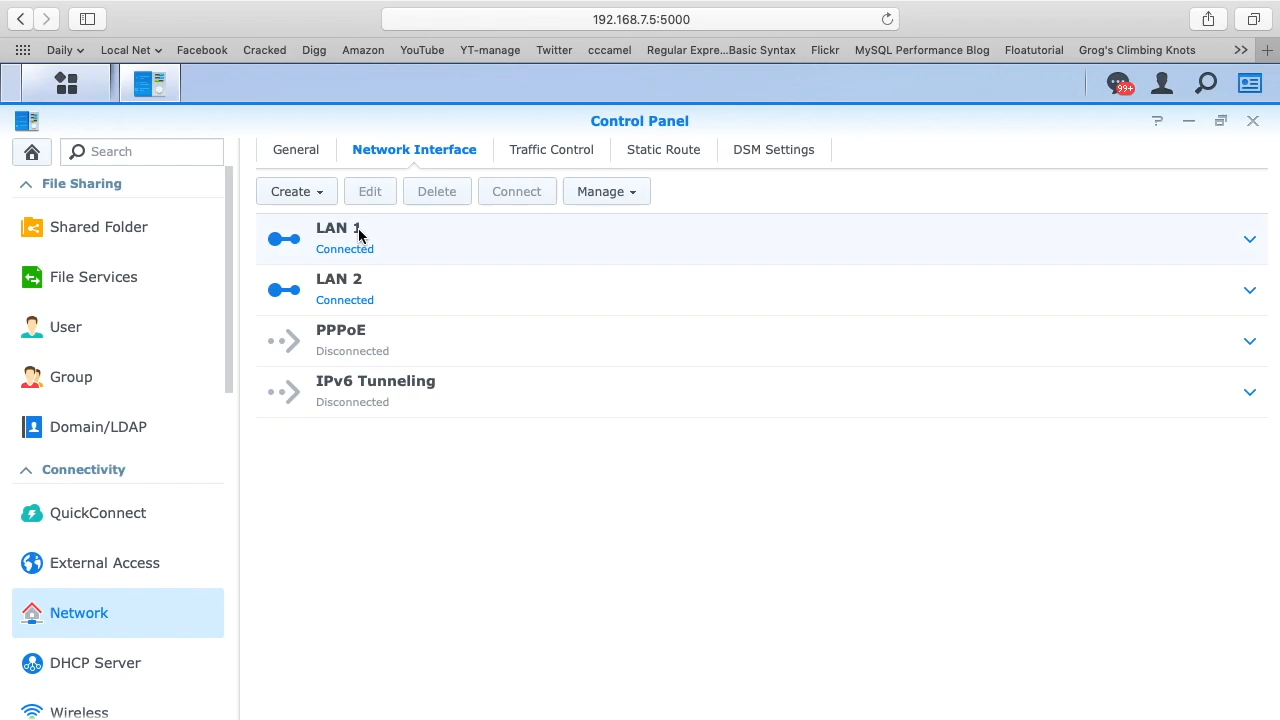 192.168.7.5:5000
Daily Local Net Facebook Cracked Digg Amazon YouTube YT-manage Twitter cccamel Regular Expre...Basic Syntax Flickr MySQL Performance Blog Floatutorial Grog's Climbing Knots
99+
Control Panel
Search
General Network Interface Traffic Control Static Route DSM Settings
Create Edit Delete Connect Manage
File Sharing
Shared Folder
File Services
User
Group
Domain/LDAP
Connectivity
QuickConnect
External Access
Network
DHCP Server
Wireless
LAN 1
Connected
LAN 2
Connected
PPPoE
Disconnected
IPv6 Tunneling
Disconnected